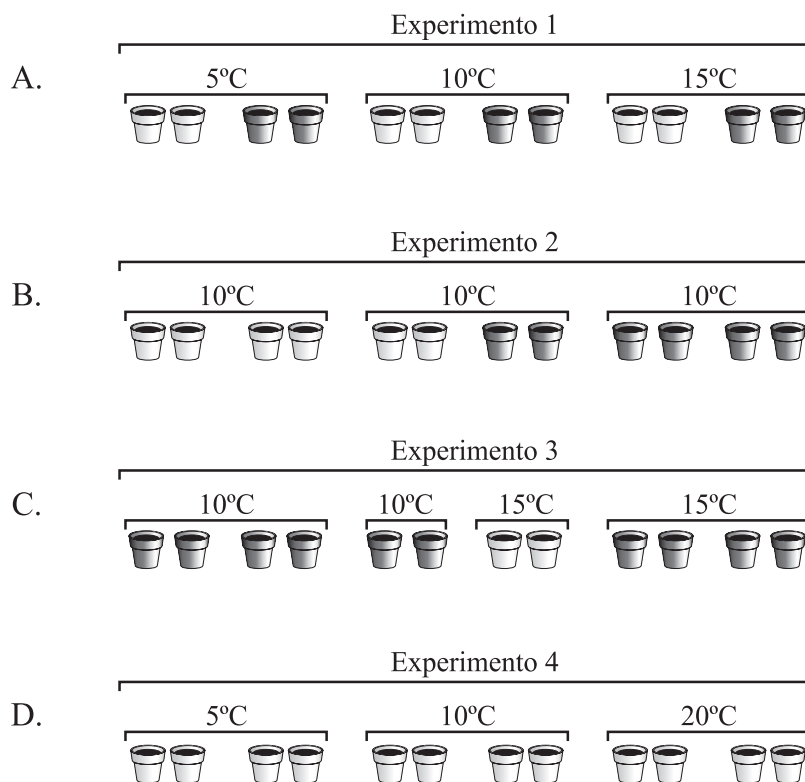 Experimento 1
A.
5ºC 10ºC 15ºC
Experimento 2
B.
10ºC 10ºC 10ºC
Experimento 3
C.
10ºC 10ºC 15ºC 15ºC
Experimento 4
D.
5ºC 10ºC 20ºC